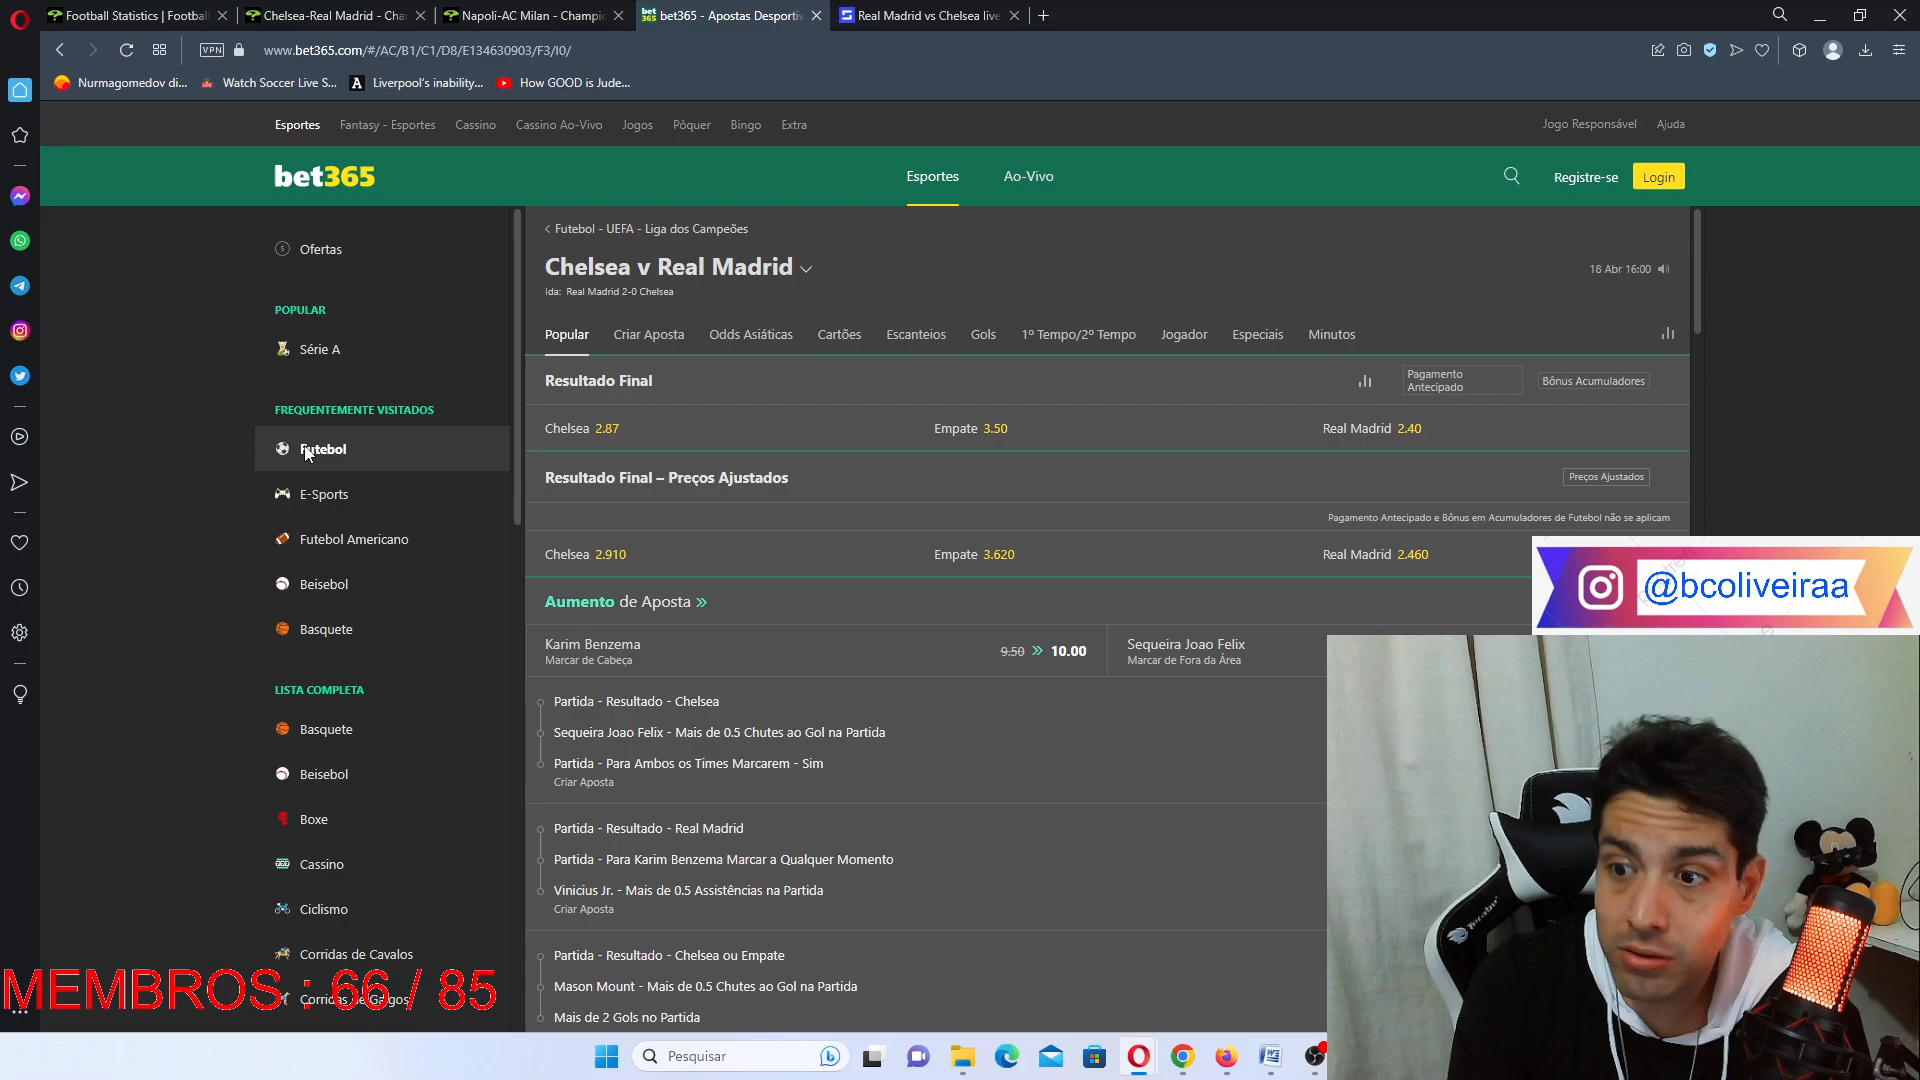 Football Statistics | Football
Chelsea-Real Madrid - Cha
Napoli-AC Milan - Champic
bet365 - Apostas Desportiv
Real Madrid vs Chelsea live
VPN
www.bet365.com/#/AC/B1/C1/D8/E134630903/F3/I0/
Nurmagomedov di...
Watch Soccer Live S...
Liverpool's inability...
How GOOD is Jude...
Esportes
Fantasy - Esportes
Cassino
Cassino Ao-Vivo
Jogos
Pôquer
Bingo
Extra
Jogo Responsável
Ajuda
bet365
Esportes
Ao-Vivo
Registre-se
Login
Ofertas
POPULAR
Série A
FREQUENTEMENTE VISITADOS
Futebol
E-Sports
Futebol Americano
Beisebol
Basquete
LISTA COMPLETA
Basquete
Beisebol
Boxe
Cassino
Ciclismo
Corridas de Cavalos
Corridas de Galgos
Futebol - UEFA - Liga dos Campeões
Chelsea v Real Madrid
18 Abr 16:00
Ida: Real Madrid 2-0 Chelsea
Popular
Criar Aposta
Odds Asiáticas
Cartões
Escanteios
Gols
1º Tempo/2º Tempo
Jogador
Especiais
Minutos
Resultado Final
Pagamento
Antecipado
Bônus Acumuladores
Chelsea 2.87
Empate 3.50
Real Madrid 2.40
Resultado Final – Preços Ajustados
Preços Ajustados
Pagamento Antecipado e Bônus em Acumuladores de Futebol não se aplicam
Chelsea 2.910
Empate 3.620
Real Madrid 2.460
Aumento de Aposta
Karim Benzema
Marcar de Cabeça
9.50 10.00
Sequeira Joao Felix
Marcar de Fora da Área
Partida - Resultado - Chelsea
Sequeira Joao Felix - Mais de 0.5 Chutes ao Gol na Partida
Partida - Para Ambos os Times Marcarem - Sim
Criar Aposta
Partida - Resultado - Real Madrid
Partida - Para Karim Benzema Marcar a Qualquer Momento
Vinicius Jr. - Mais de 0.5 Assistências na Partida
Criar Aposta
Partida - Resultado - Chelsea ou Empate
Mason Mount - Mais de 0.5 Chutes ao Gol na Partida
Mais de 2 Gols no Partida
@bcoliveiraa
MEMBROS : 66 / 85
Pesquisar